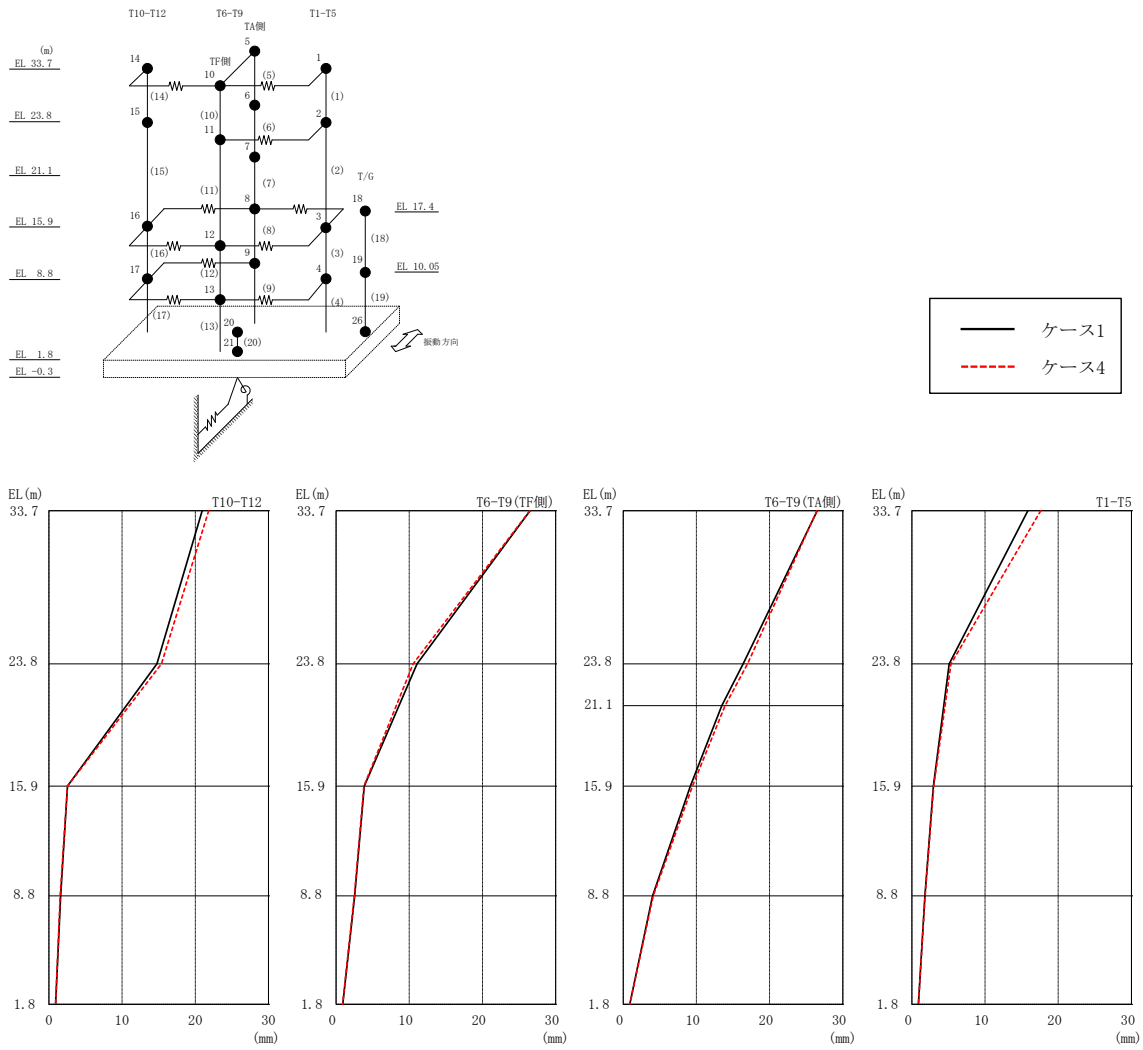 T10-T12 T6-T9 T1-T5
TA側
5
(m)
EL 33.7
14
TF側
10
(5)
1
(14)
6
(10)
(1)
EL 23.8
15
11
(6)
2
7
EL 21.1
(15)
(11)
(7)
(2)
T/G
8
18
EL 17.4
EL 15.9
16
12
(8)
3
(18)
(16)
9
(3)
19
EL 10.05
EL 8.8
17
(12)
13
(9)
4
(4)
(19)
(17)
(13)
20
26
21
(20)
振動方向
EL 1.8
EL -0.3
ケース1
ケース4
EL(m)
T10-T12
33.7
23.8
15.9
8.8
1.8
0 10 20 30
(mm)
EL(m)
T6-T9(TF側)
33.7
23.8
15.9
8.8
1.8
0 10 20 30
(mm)
EL(m)
T6-T9(TA側)
33.7
23.8
21.1
15.9
8.8
1.8
0 10 20 30
(mm)
EL(m)
T1-T5
33.7
23.8
15.9
8.8
1.8
0 10 20 30
(mm)